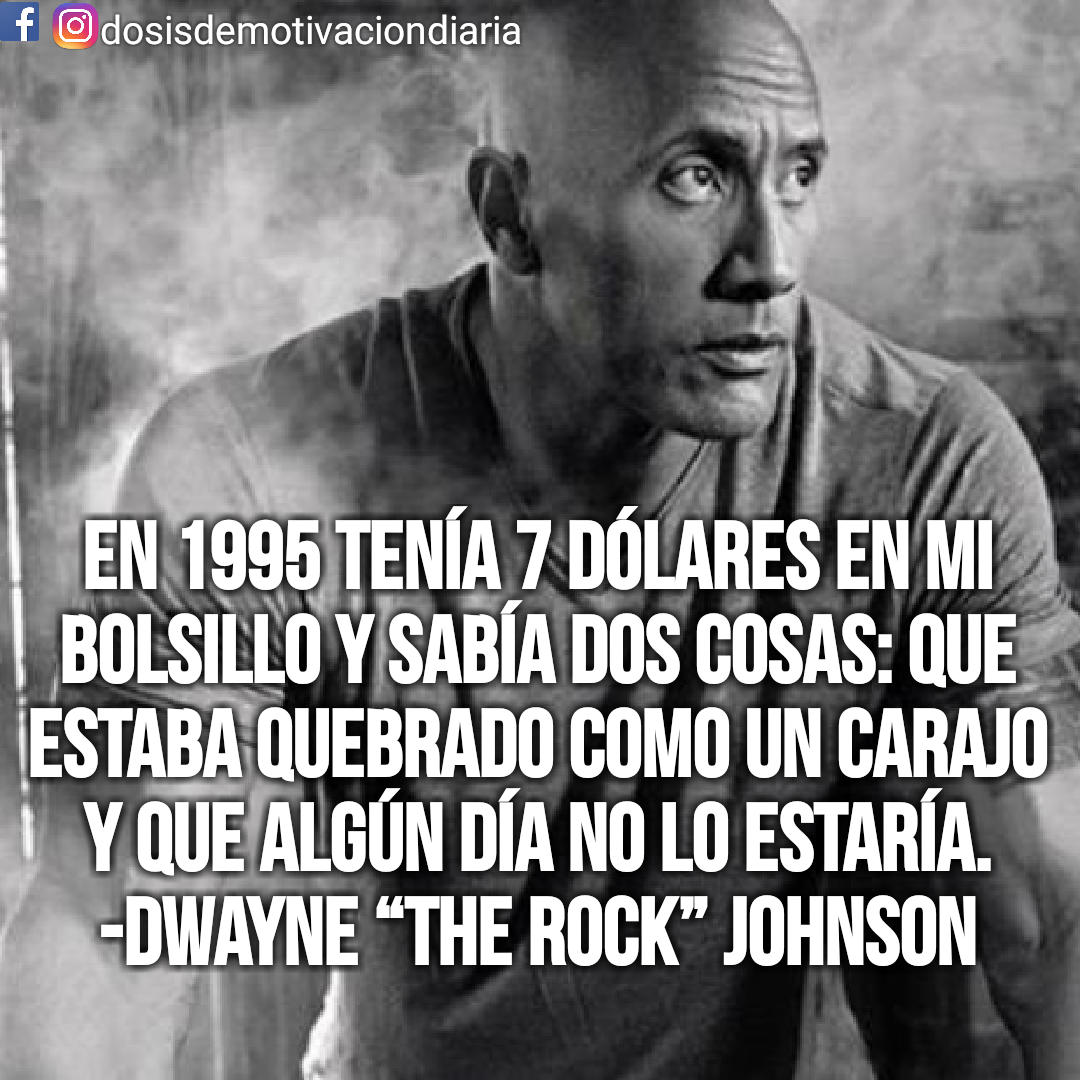 dosisdemotivaciondiaria
EN 1995 TENÍA 7 DÓLARES EN MI
BOLSILLO Y SABÍA DOS COSAS: QUE
ESTABA QUEBRADO COMO UN CARAJO
Y QUE ALGÚN DÍA NO LO ESTARÍA.
-DWAYNE “THE ROCK” JOHNSON